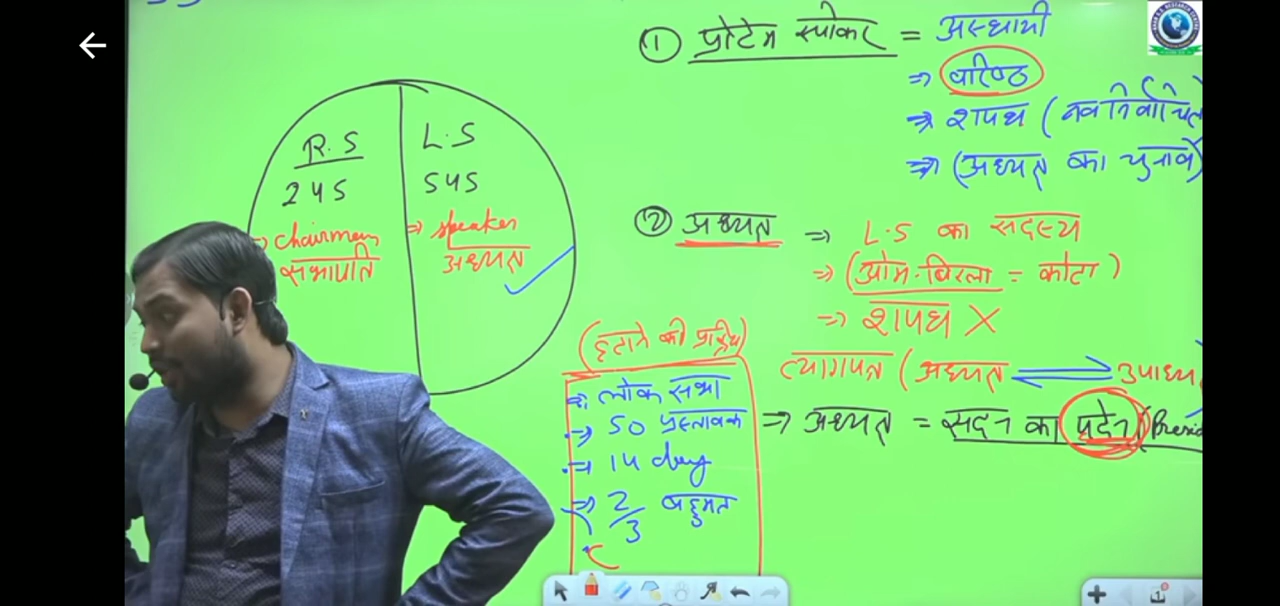 ① प्रोटेम स्पीकर = अस्थायी
⇒ वरिष्ठ
⇒ शपथ (नवनिर्वाचित
⇒ (अध्यक्ष का चुनाव)
R.S
245
⇒ chairman
सभापति
L.S
545
⇒ speaker
अध्यक्ष
② अध्यक्ष ⇒ L.S का सदस्य
⇒ (ओम बिरला = कोटा)
⇒ शपथ X
त्यागपत्र (अध्यक्ष ⇌ उपाध्य
⇒ अध्यक्ष = सदन का
(हटाने की प्रक्रिया)
⇒ लोक सभा
⇒ 50 प्रस्तावक
⇒ 14 day
⇒ 2/3 बहुमत